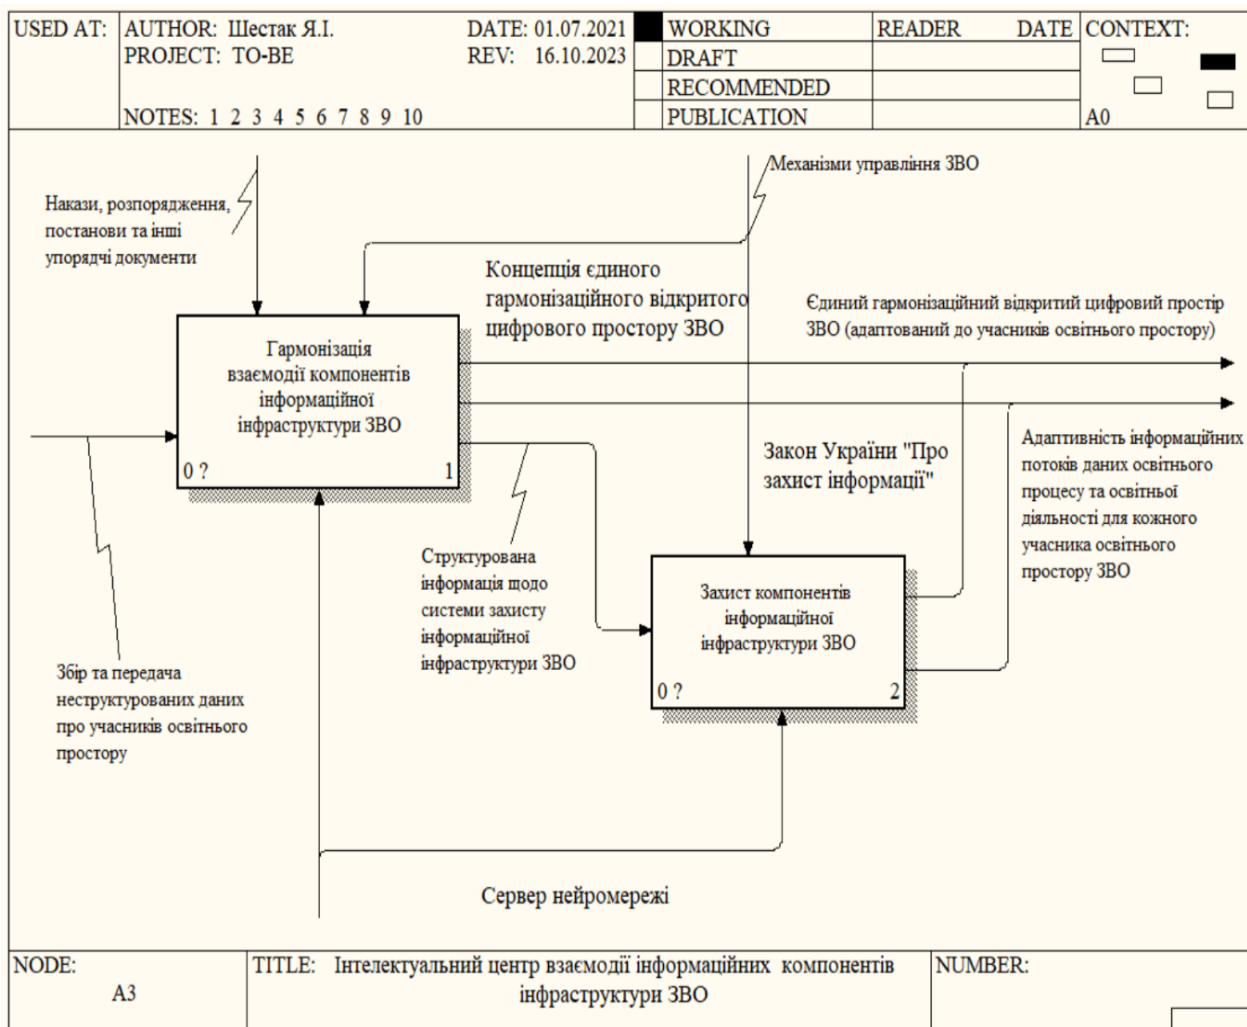 USED AT:
AUTHOR: Шестак Я.І.
DATE: 01.07.2021
PROJECT: TO-BE
REV: 16.10.2023
NOTES: 1 2 3 4 5 6 7 8 9 10
WORKING
DRAFT
RECOMMENDED
PUBLICATION
READER
DATE
CONTEXT:
A0
Механізми управління ЗВО
Накази, розпорядження,
постанови та інші
упорядчі документи
Концепція єдиного
гармонізаційного відкритого
цифрового простору ЗВО
Єдиний гармонізаційний відкритий цифровий простір
ЗВО (адаптований до учасників освітнього простору)
Гармонізація
взаємодії компонентів
інформаційної
інфраструктури ЗВО
0 ?
1
Закон України "Про
захист інформації"
Адаптивність інформаційних
потоків даних освітнього
процесу та освітньої
діяльності для кожного
учасника освітнього
простору ЗВО
Структурована
інформація щодо
системи захисту
інформаційної
інфраструктури ЗВО
Захист компонентів
інформаційної
інфраструктури ЗВО
0 ?
2
Збір та передача
неструктурованих даних
про учасників освітнього
простору
Сервер нейромережі
NODE:
A3
TITLE: Інтелектуальний центр взаємодії інформаційних компонентів
інфраструктури ЗВО
NUMBER: